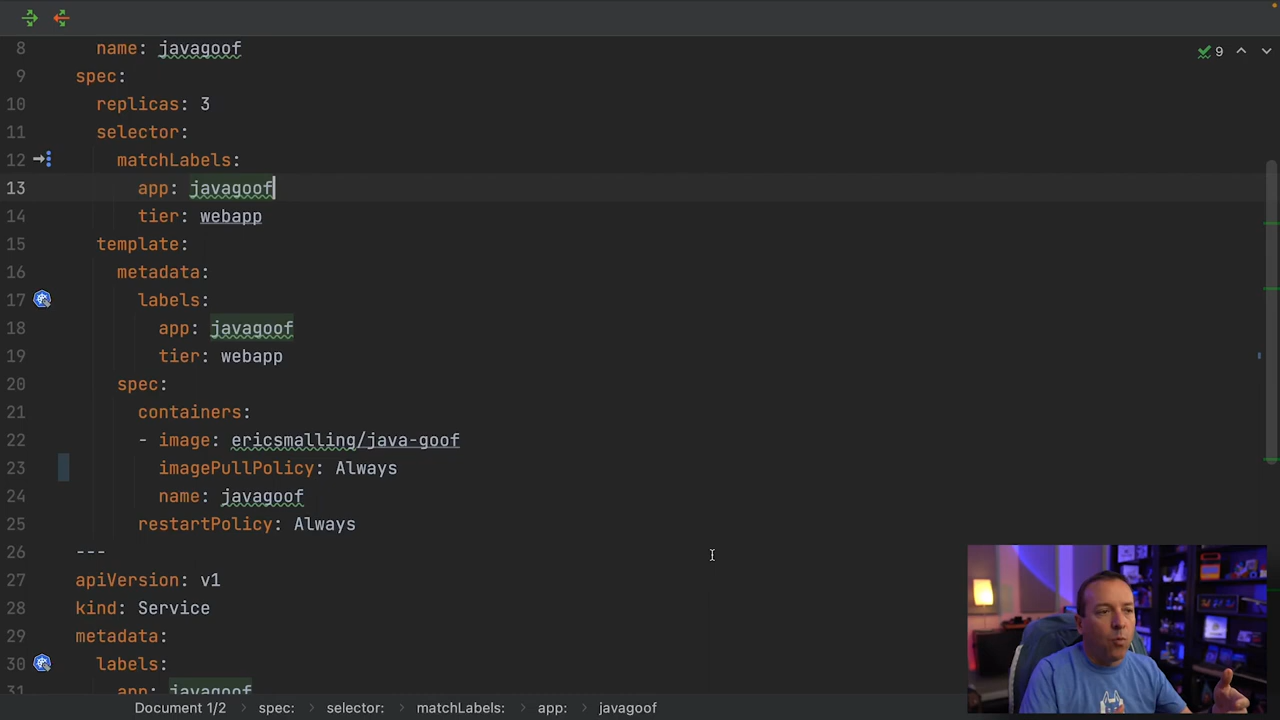 9
8 name: javagoof
9 spec:
10 replicas: 3
11 selector:
12 matchLabels:
13 app: javagoof
14 tier: webapp
15 template:
16 metadata:
17 labels:
18 app: javagoof
19 tier: webapp
20 spec:
21 containers:
22 - image: ericsmalling/java-goof
23 imagePullPolicy: Always
24 name: javagoof
25 restartPolicy: Always
26 ---
27 apiVersion: v1
28 kind: Service
29 metadata:
30 labels:
31 app: javagoof
Document 1/2 › spec: › selector: › matchLabels: › app: › javagoof